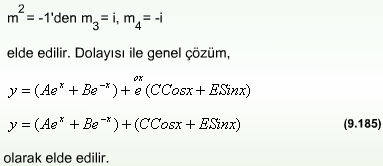 m² = -1'den m₃ = i, m₄ = -i
elde edilir. Dolayısı ile genel çözüm,
y = (Ae^x + Be^-x) + e^ox (CCosx + ESinx)
y = (Ae^x + Be^-x) + (CCosx + ESinx) (9.185)
olarak elde edilir.